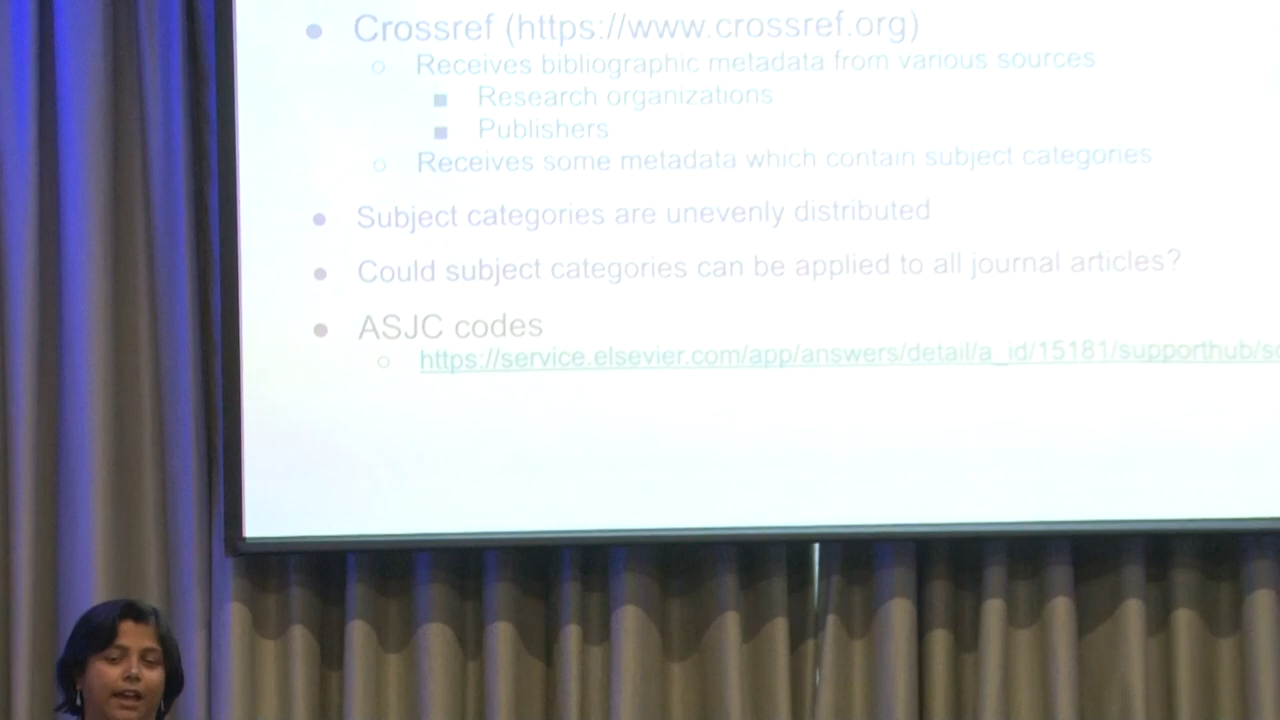 • Crossref (https://www.crossref.org)
○ Receives bibliographic metadata from various sources
■ Research organizations
■ Publishers
○ Receives some metadata which contain subject categories
• Subject categories are unevenly distributed
• Could subject categories can be applied to all journal articles?
• ASJC codes
○ https://service.elsevier.com/app/answers/detail/a_id/15181/supporthub/sc